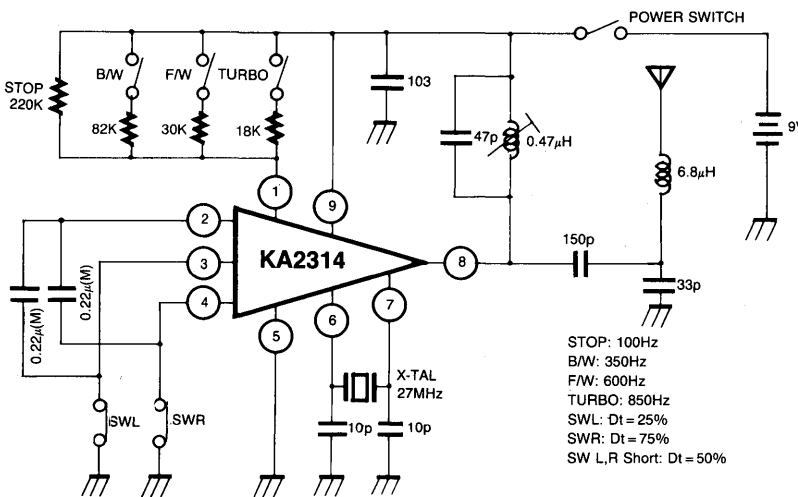 POWER SWITCH
STOP
220K
B/W
F/W
TURBO
82K
30K
18K
103
47p
0.47μH
6.8μH
9V
1
2
3
4
5
6
7
8
9
KA2314
150p
33p
0.22μ(M)
0.22μ(M)
X-TAL
27MHz
10p
10p
SWL
SWR
STOP: 100Hz
B/W: 350Hz
F/W: 600Hz
TURBO: 850Hz
SWL: Dt=25%
SWR: Dt=75%
SW L,R Short: Dt=50%